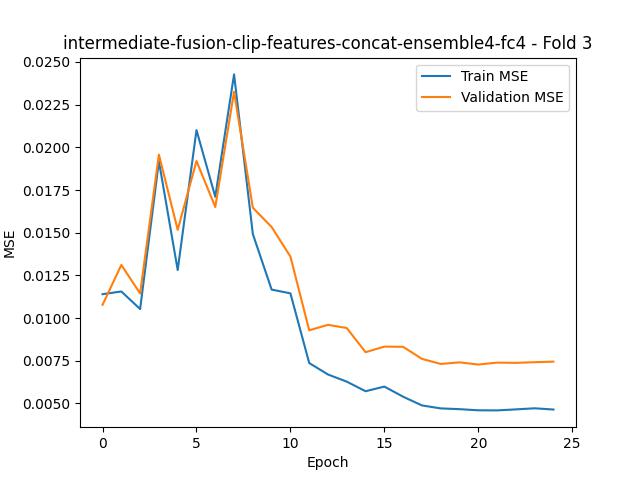 intermediate-fusion-clip-features-concat-ensemble4-fc4 - Fold 3
Train MSE
Validation MSE
0.0250
0.0225
0.0200
0.0175
0.0150
0.0125
0.0100
0.0075
0.0050
MSE
0 5 10 15 20 25
Epoch